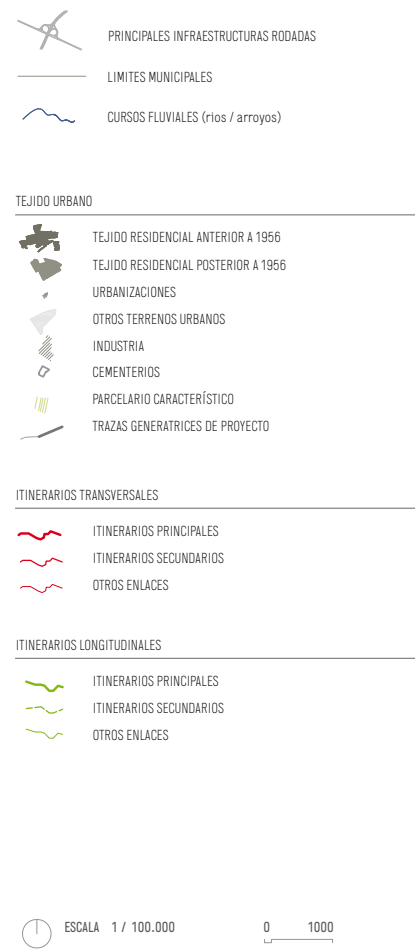 PRINCIPALES INFRAESTRUCTURAS RODADAS
LIMITES MUNICIPALES
CURSOS FLUVIALES (rios / arroyos)
TEJIDO URBANO
TEJIDO RESIDENCIAL ANTERIOR A 1956
TEJIDO RESIDENCIAL POSTERIOR A 1956
URBANIZACIONES
OTROS TERRENOS URBANOS
INDUSTRIA
CEMENTERIOS
PARCELARIO CARACTERÍSTICO
TRAZAS GENERATRICES DE PROYECTO
ITINERARIOS TRANSVERSALES
ITINERARIOS PRINCIPALES
ITINERARIOS SECUNDARIOS
OTROS ENLACES
ITINERARIOS LONGITUDINALES
ITINERARIOS PRINCIPALES
ITINERARIOS SECUNDARIOS
OTROS ENLACES
ESCALA 1 / 100.000 0 1000